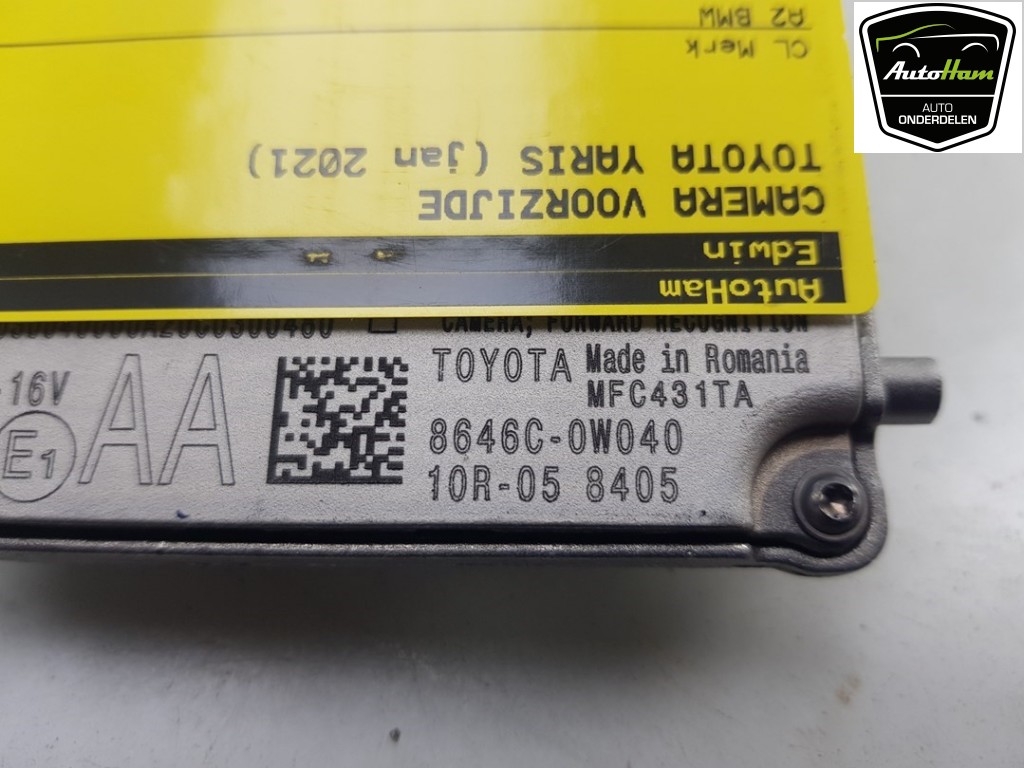 AutoHam
AUTO
ONDERDELEN
AutoHam
Edwin
CAMERA VOORZIJDE
TOYOTA YARIS (jan 2021)
CL Merk
A2 BMW
CAMERA, FORWARD RECOGNITION
TOYOTA Made in Romania
MFC431TA
8646C-0W040
10R-05 8405
-16V
E1
AA